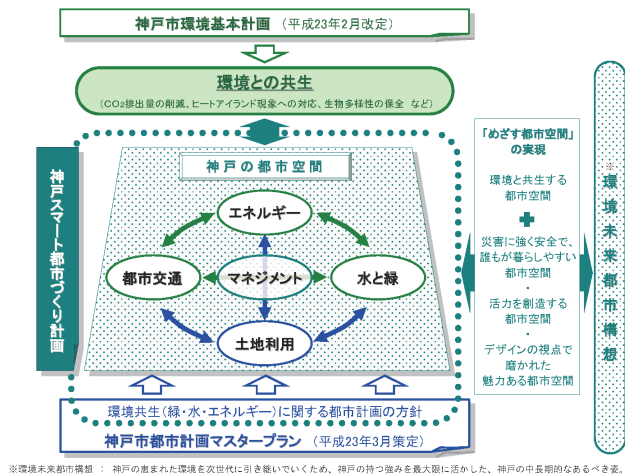 神戸市環境基本計画（平成23年2月改定）
環境との共生
（CO2排出量の削減、ヒートアイランド現象への対応、生物多様性の保全 など）
神戸スマート都市づくり計画
神戸の都市空間
エネルギー
都市交通
マネジメント
水と緑
土地利用
環境共生（緑・水・エネルギー）に関する都市計画の方針
神戸市都市計画マスタープラン（平成23年3月策定）
「めざす都市空間」
の実現
環境と共生する
都市空間
災害に強く安全で、
誰もが暮らしやすい
都市空間
・
活力を創造する
都市空間
・
デザインの視点で
磨かれた
魅力ある都市空間
※環境未来都市構想
※環境未来都市構想 ： 神戸の恵まれた環境を次世代に引き継いでいくため、神戸の持つ強みを最大限に活かした、神戸の中長期的なあるべき姿。